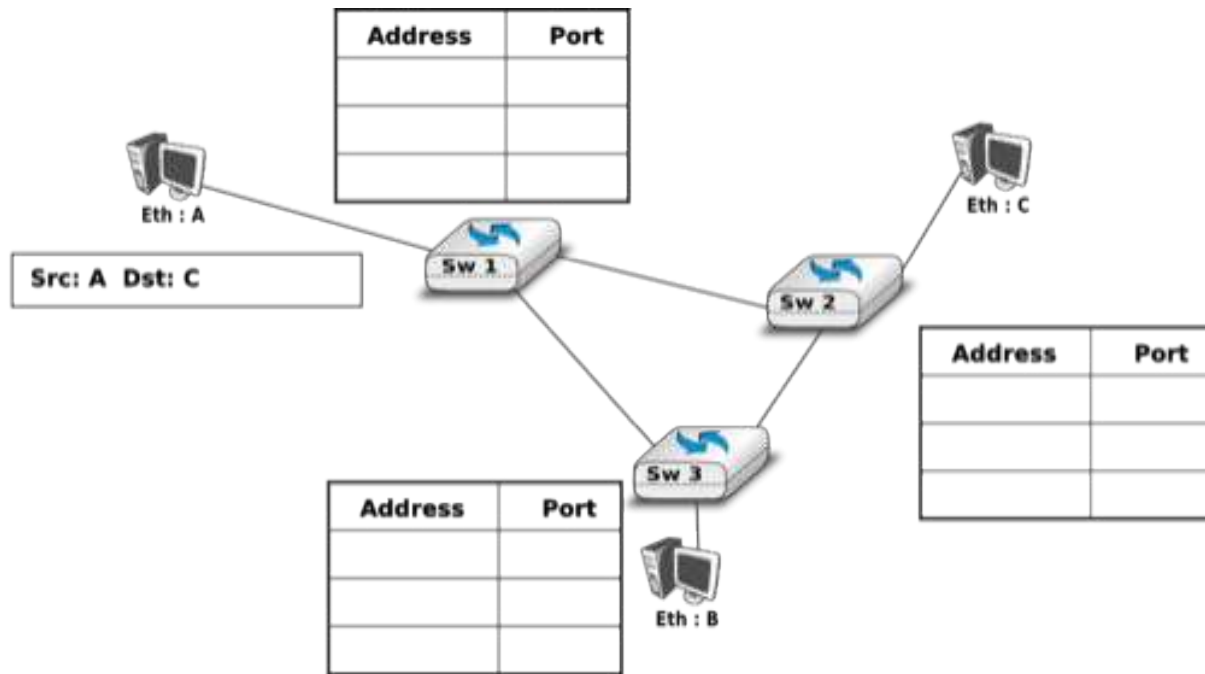 Address Port
Eth : A
Eth : C
Sw 1
Src: A Dst: C
Sw 2
Address Port
Sw 3
Address Port
Eth : B